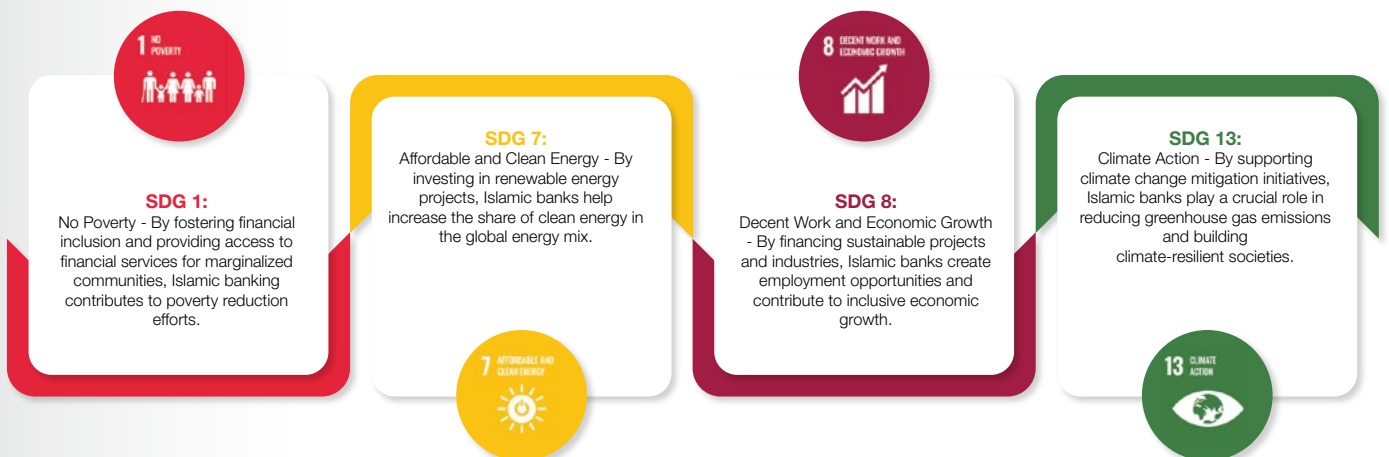 1 NO
POVERTY
SDG 1:
No Poverty - By fostering financial
inclusion and providing access to
financial services for marginalized
communities, Islamic banking
contributes to poverty reduction
efforts.
SDG 7:
Affordable and Clean Energy - By
investing in renewable energy
projects, Islamic banks help
increase the share of clean energy in
the global energy mix.
7 AFFORDABLE AND
CLEAN ENERGY
8 DECENT WORK AND
ECONOMIC GROWTH
SDG 8:
Decent Work and Economic Growth
- By financing sustainable projects
and industries, Islamic banks create
employment opportunities and
contribute to inclusive economic
growth.
SDG 13:
Climate Action - By supporting
climate change mitigation initiatives,
Islamic banks play a crucial role in
reducing greenhouse gas emissions
and building
climate-resilient societies.
13 CLIMATE
ACTION